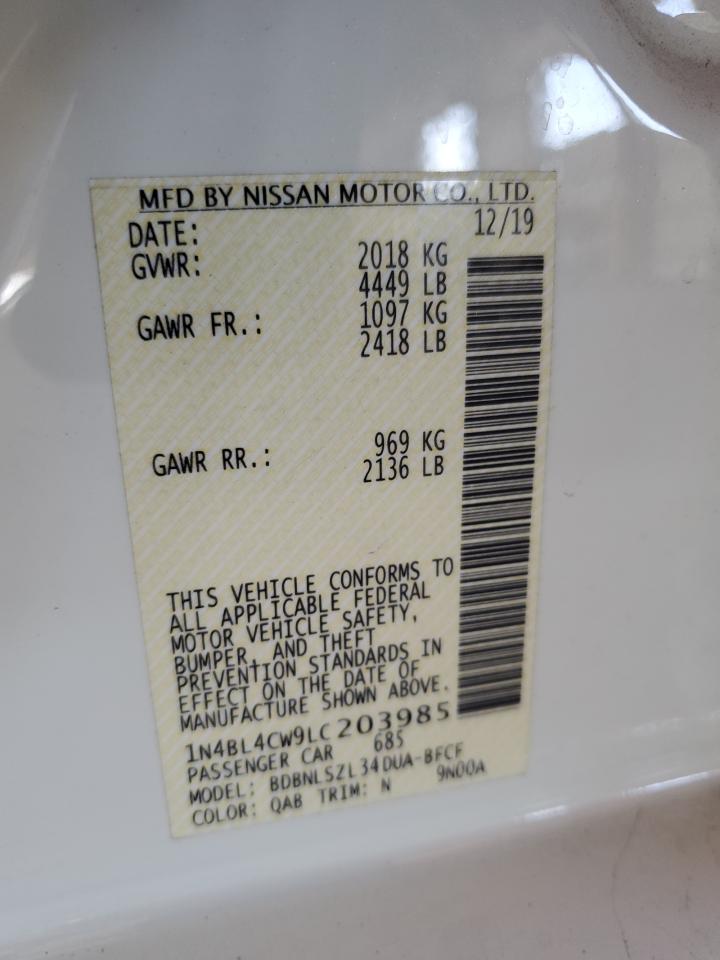 MFD BY NISSAN MOTOR CO., LTD.
DATE: 12/19
GVWR: 2018 KG
4449 LB
GAWR FR.: 1097 KG
2418 LB
GAWR RR.: 969 KG
2136 LB
THIS VEHICLE CONFORMS TO
ALL APPLICABLE FEDERAL
MOTOR VEHICLE SAFETY,
BUMPER, AND THEFT
PREVENTION STANDARDS IN
EFFECT ON THE DATE OF
MANUFACTURE SHOWN ABOVE.
1N4BL4CW9LC203985
PASSENGER CAR 685
MODEL: BDBNLSZL34DUA-BFCF
COLOR: QAB TRIM: N 9N00A